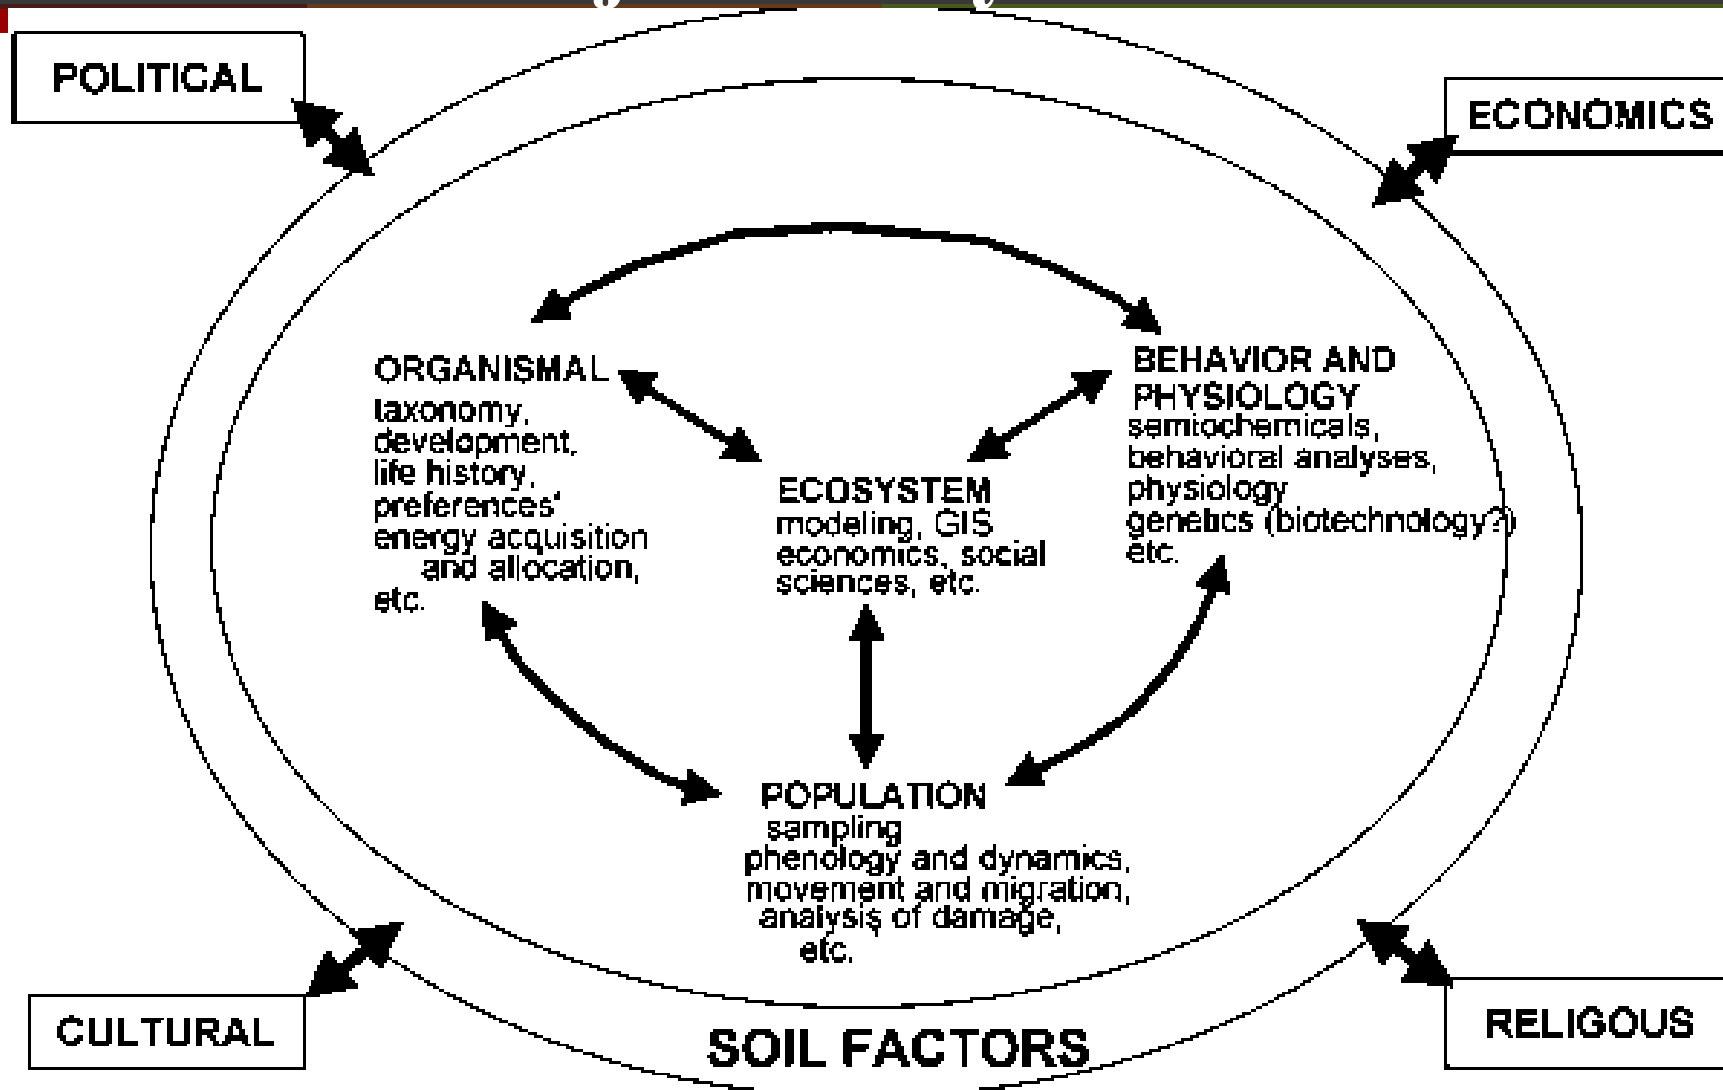 POLITICAL
ECONOMICS
ORGANISMAL
taxonomy,
development,
life history,
preferences'
energy acquisition
and allocation,
etc.
BEHAVIOR AND
PHYSIOLOGY
semiochemicals,
behavioral analyses,
physiology
genetics (biotechnology?)
etc.
ECOSYSTEM
modeling, GIS
economics, social
sciences, etc.
POPULATION
sampling
phenology and dynamics,
movement and migration,
analysis of damage,
etc.
CULTURAL
SOIL FACTORS
RELIGOUS